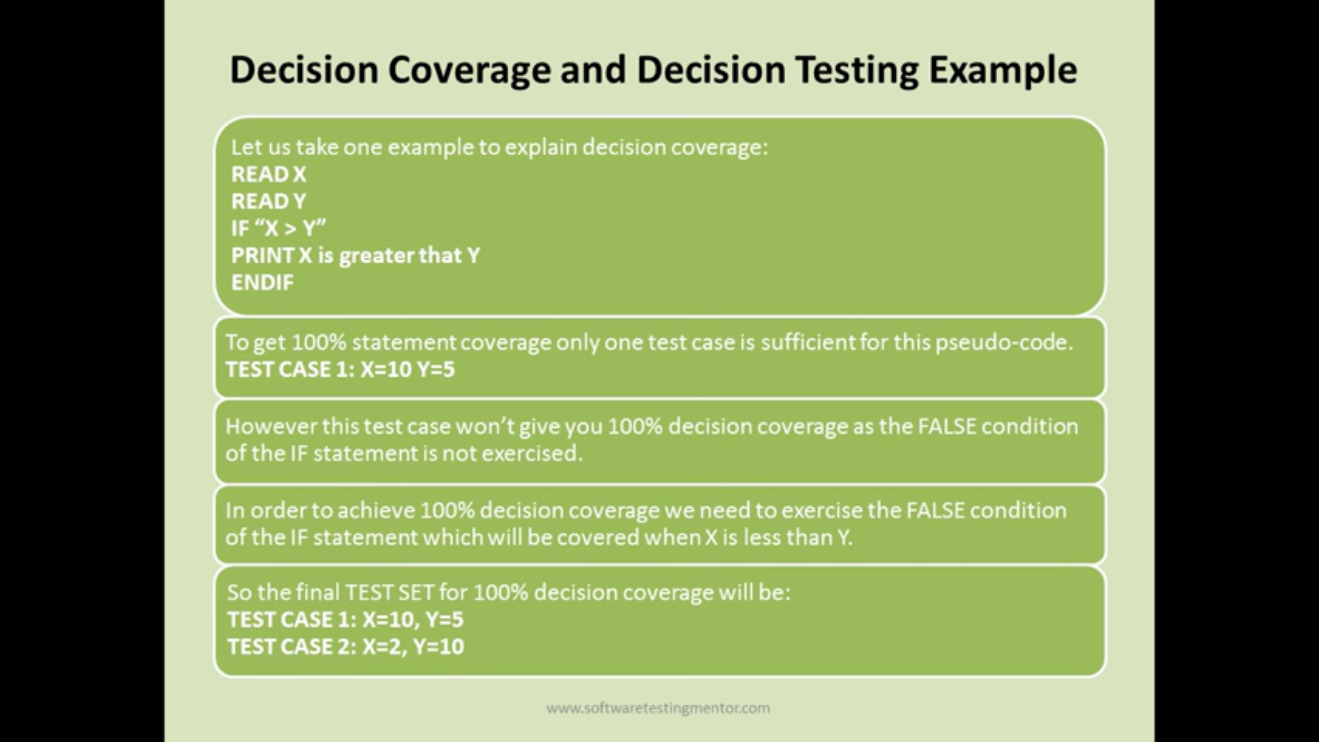 Decision Coverage and Decision Testing Example
Let us take one example to explain decision coverage:
READ X
READ Y
IF “X > Y”
PRINT X is greater that Y
ENDIF
To get 100% statement coverage only one test case is sufficient for this pseudo-code.
TEST CASE 1: X=10 Y=5
However this test case won’t give you 100% decision coverage as the FALSE condition
of the IF statement is not exercised.
In order to achieve 100% decision coverage we need to exercise the FALSE condition
of the IF statement which will be covered when X is less than Y.
So the final TEST SET for 100% decision coverage will be:
TEST CASE 1: X=10, Y=5
TEST CASE 2: X=2, Y=10
www.softwaretestingmentor.com